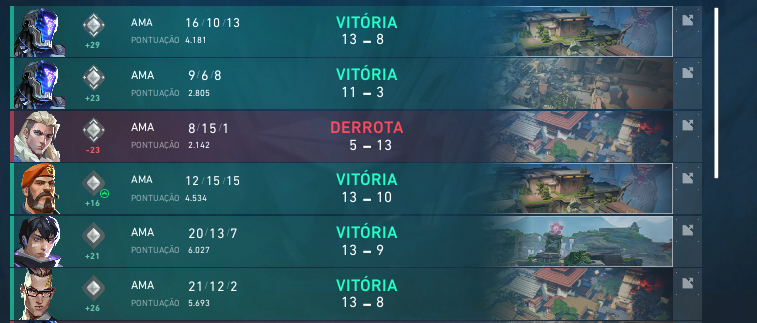 AMA 16/10/13 VITÓRIA
+29 PONTUAÇÃO 4.181 13 – 8
AMA 9/6/8 VITÓRIA
+23 PONTUAÇÃO 2.805 11 – 3
AMA 8/15/1 DERROTA
-23 PONTUAÇÃO 2.142 5 – 13
AMA 12/15/15 VITÓRIA
+16 PONTUAÇÃO 4.534 13 – 10
AMA 20/13/7 VITÓRIA
+21 PONTUAÇÃO 6.027 13 – 9
AMA 21/12/2 VITÓRIA
+26 PONTUAÇÃO 5.693 13 – 8